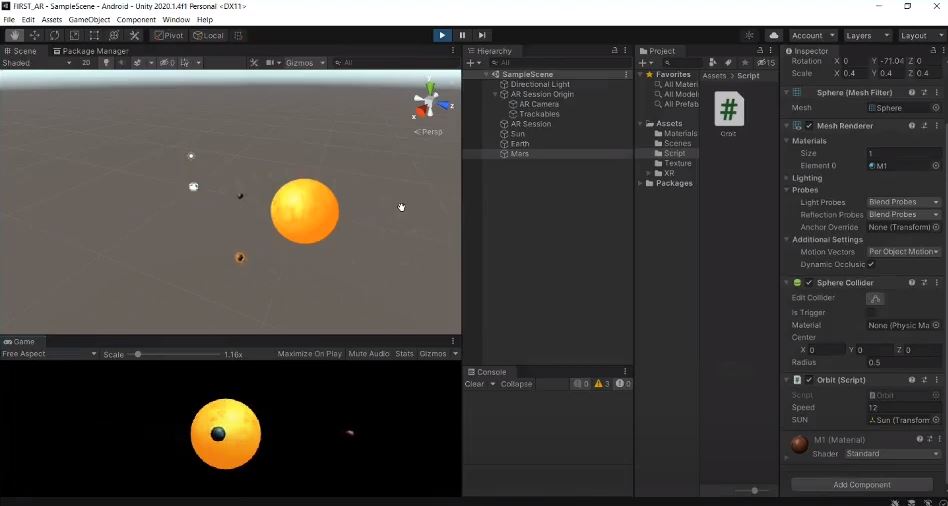 FIRST_AR - SampleScene - Android - Unity 2020.1.4f1 Personal <DX11>
File Edit Assets GameObject Component Window Help
Pivot Local Account Layers Layout
Scene Package Manager
Shaded 2D 0 Gizmos All
y
z
x
< Persp
Game
Free Aspect Scale 1.16x Maximize On Play Mute Audio Stats Gizmos
Hierarchy
All
SampleScene
Directional Light
AR Session Origin
AR Camera
Trackables
AR Session
Sun
Earth
Mars
Console
Clear Collapse 0 3 0
Project
15
Favorites
All Materi
All Model
All Prefab
Assets
Materials
Scenes
Script
Texture
XR
Packages
Assets > Script
#
Orbit
Inspector
Rotation X 0 Y -71.04 Z 0
Scale X 0.4 Y 0.4 Z 0.4
Sphere (Mesh Filter)
Mesh Sphere
Mesh Renderer
Materials
Size 1
Element 0 M1
Lighting
Probes
Light Probes Blend Probes
Reflection Probes Blend Probes
Anchor Override None (Transform)
Additional Settings
Motion Vectors Per Object Motion
Dynamic Occlusic
Sphere Collider
Edit Collider
Is Trigger
Material None (Physic Ma
Center
X 0 Y 0 Z 0
Radius 0.5
Orbit (Script)
Script Orbit
Speed 12
SUN Sun (Transform
M1 (Material)
Shader Standard
Add Component